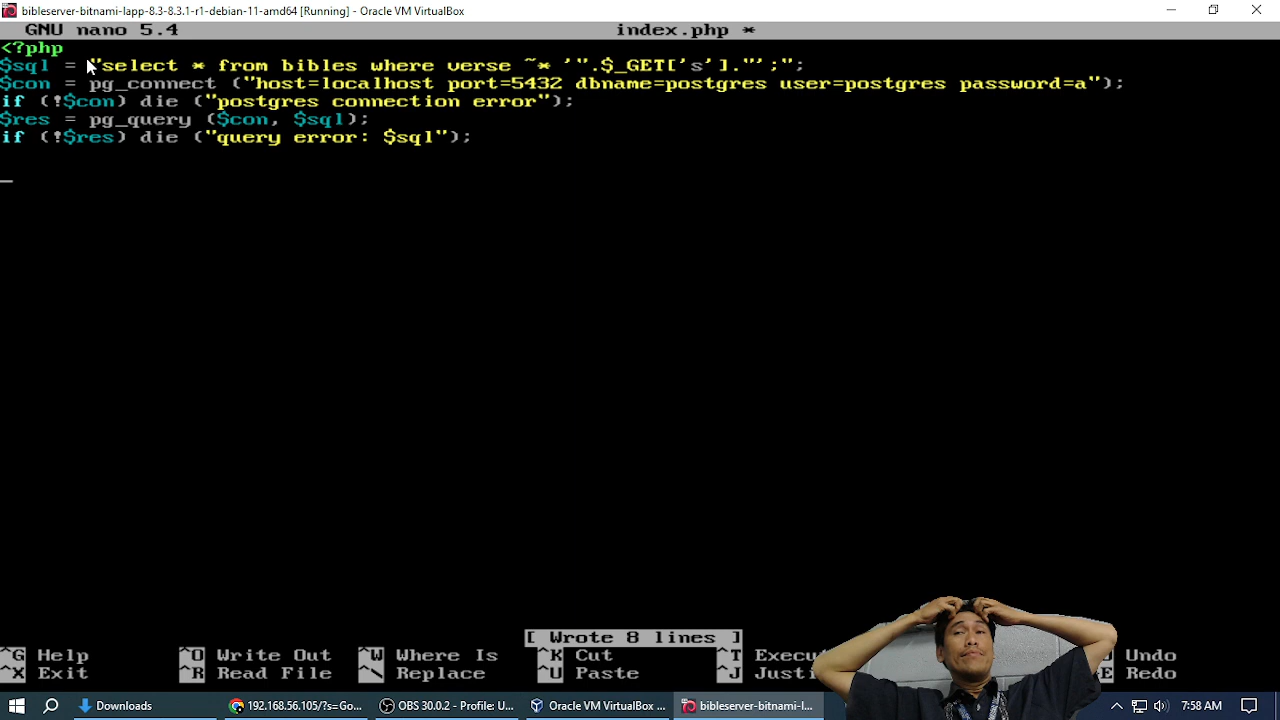 bibleserver-bitnami-lapp-8-3-8.3.1-r1-debian-11-amd64 [Running] - Oracle VM VirtualBox
GNU nano 5.4 index.php *
<?php
$sql = "select * from bibles where verse ~* '".$_GET['s']."';";
$con = pg_connect ("host=localhost port=5432 dbname=postgres user=postgres password=a");
if (!$con) die ("postgres connection error");
$res = pg_query ($con, $sql);
if (!$res) die ("query error: $sql");
[ Wrote 8 lines ]
^G Help ^O Write Out ^W Where Is ^K Cut ^T Execut Undo
^X Exit ^R Read File ^\ Replace ^U Paste ^J Justi E Redo
Downloads 192.168.56.105/?s=Go... OBS 30.0.2 - Profile: U... Oracle VM VirtualBox ... bibleserver-bitnami-l... 7:58 AM